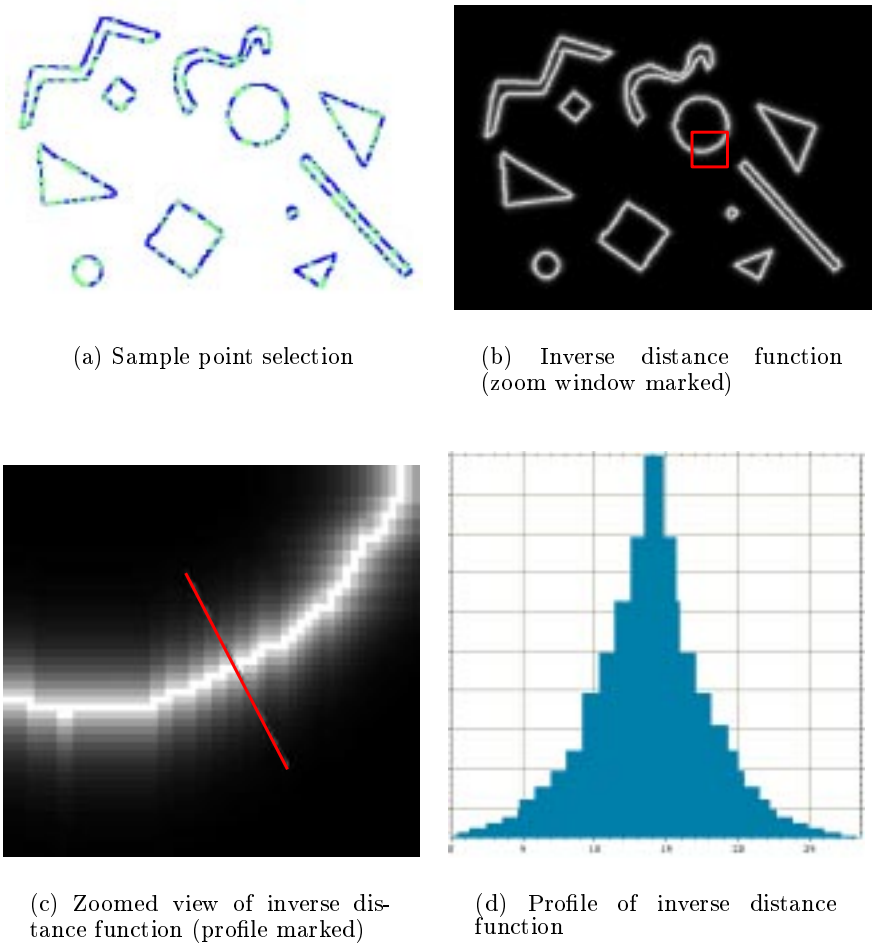 (a) Sample point selection
(b) Inverse distance function
(zoom window marked)
(c) Zoomed view of inverse dis-
tance function (profile marked)
(d) Profile of inverse distance
function